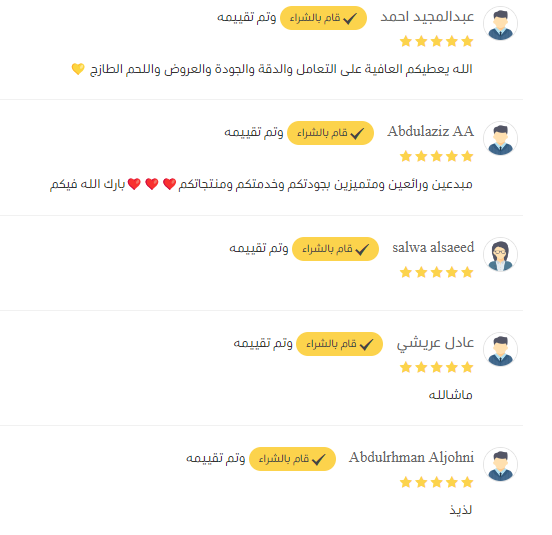 عبدالمجيد احمد قام بالشراء وتم تقييمه
الله يعطيكم العافية على التعامل والدقة والجودة والعروض واللحم الطازج 💛
Abdulaziz AA قام بالشراء وتم تقييمه
مبدعين ورائعين ومتميزين بجودتكم وخدمتكم ومنتجاتكم❤️❤️❤️بارك الله فيكم
salwa alsaeed قام بالشراء وتم تقييمه
عادل عريشي قام بالشراء وتم تقييمه
ماشالله
Abdulrhman Aljohni قام بالشراء وتم تقييمه
لذيذ